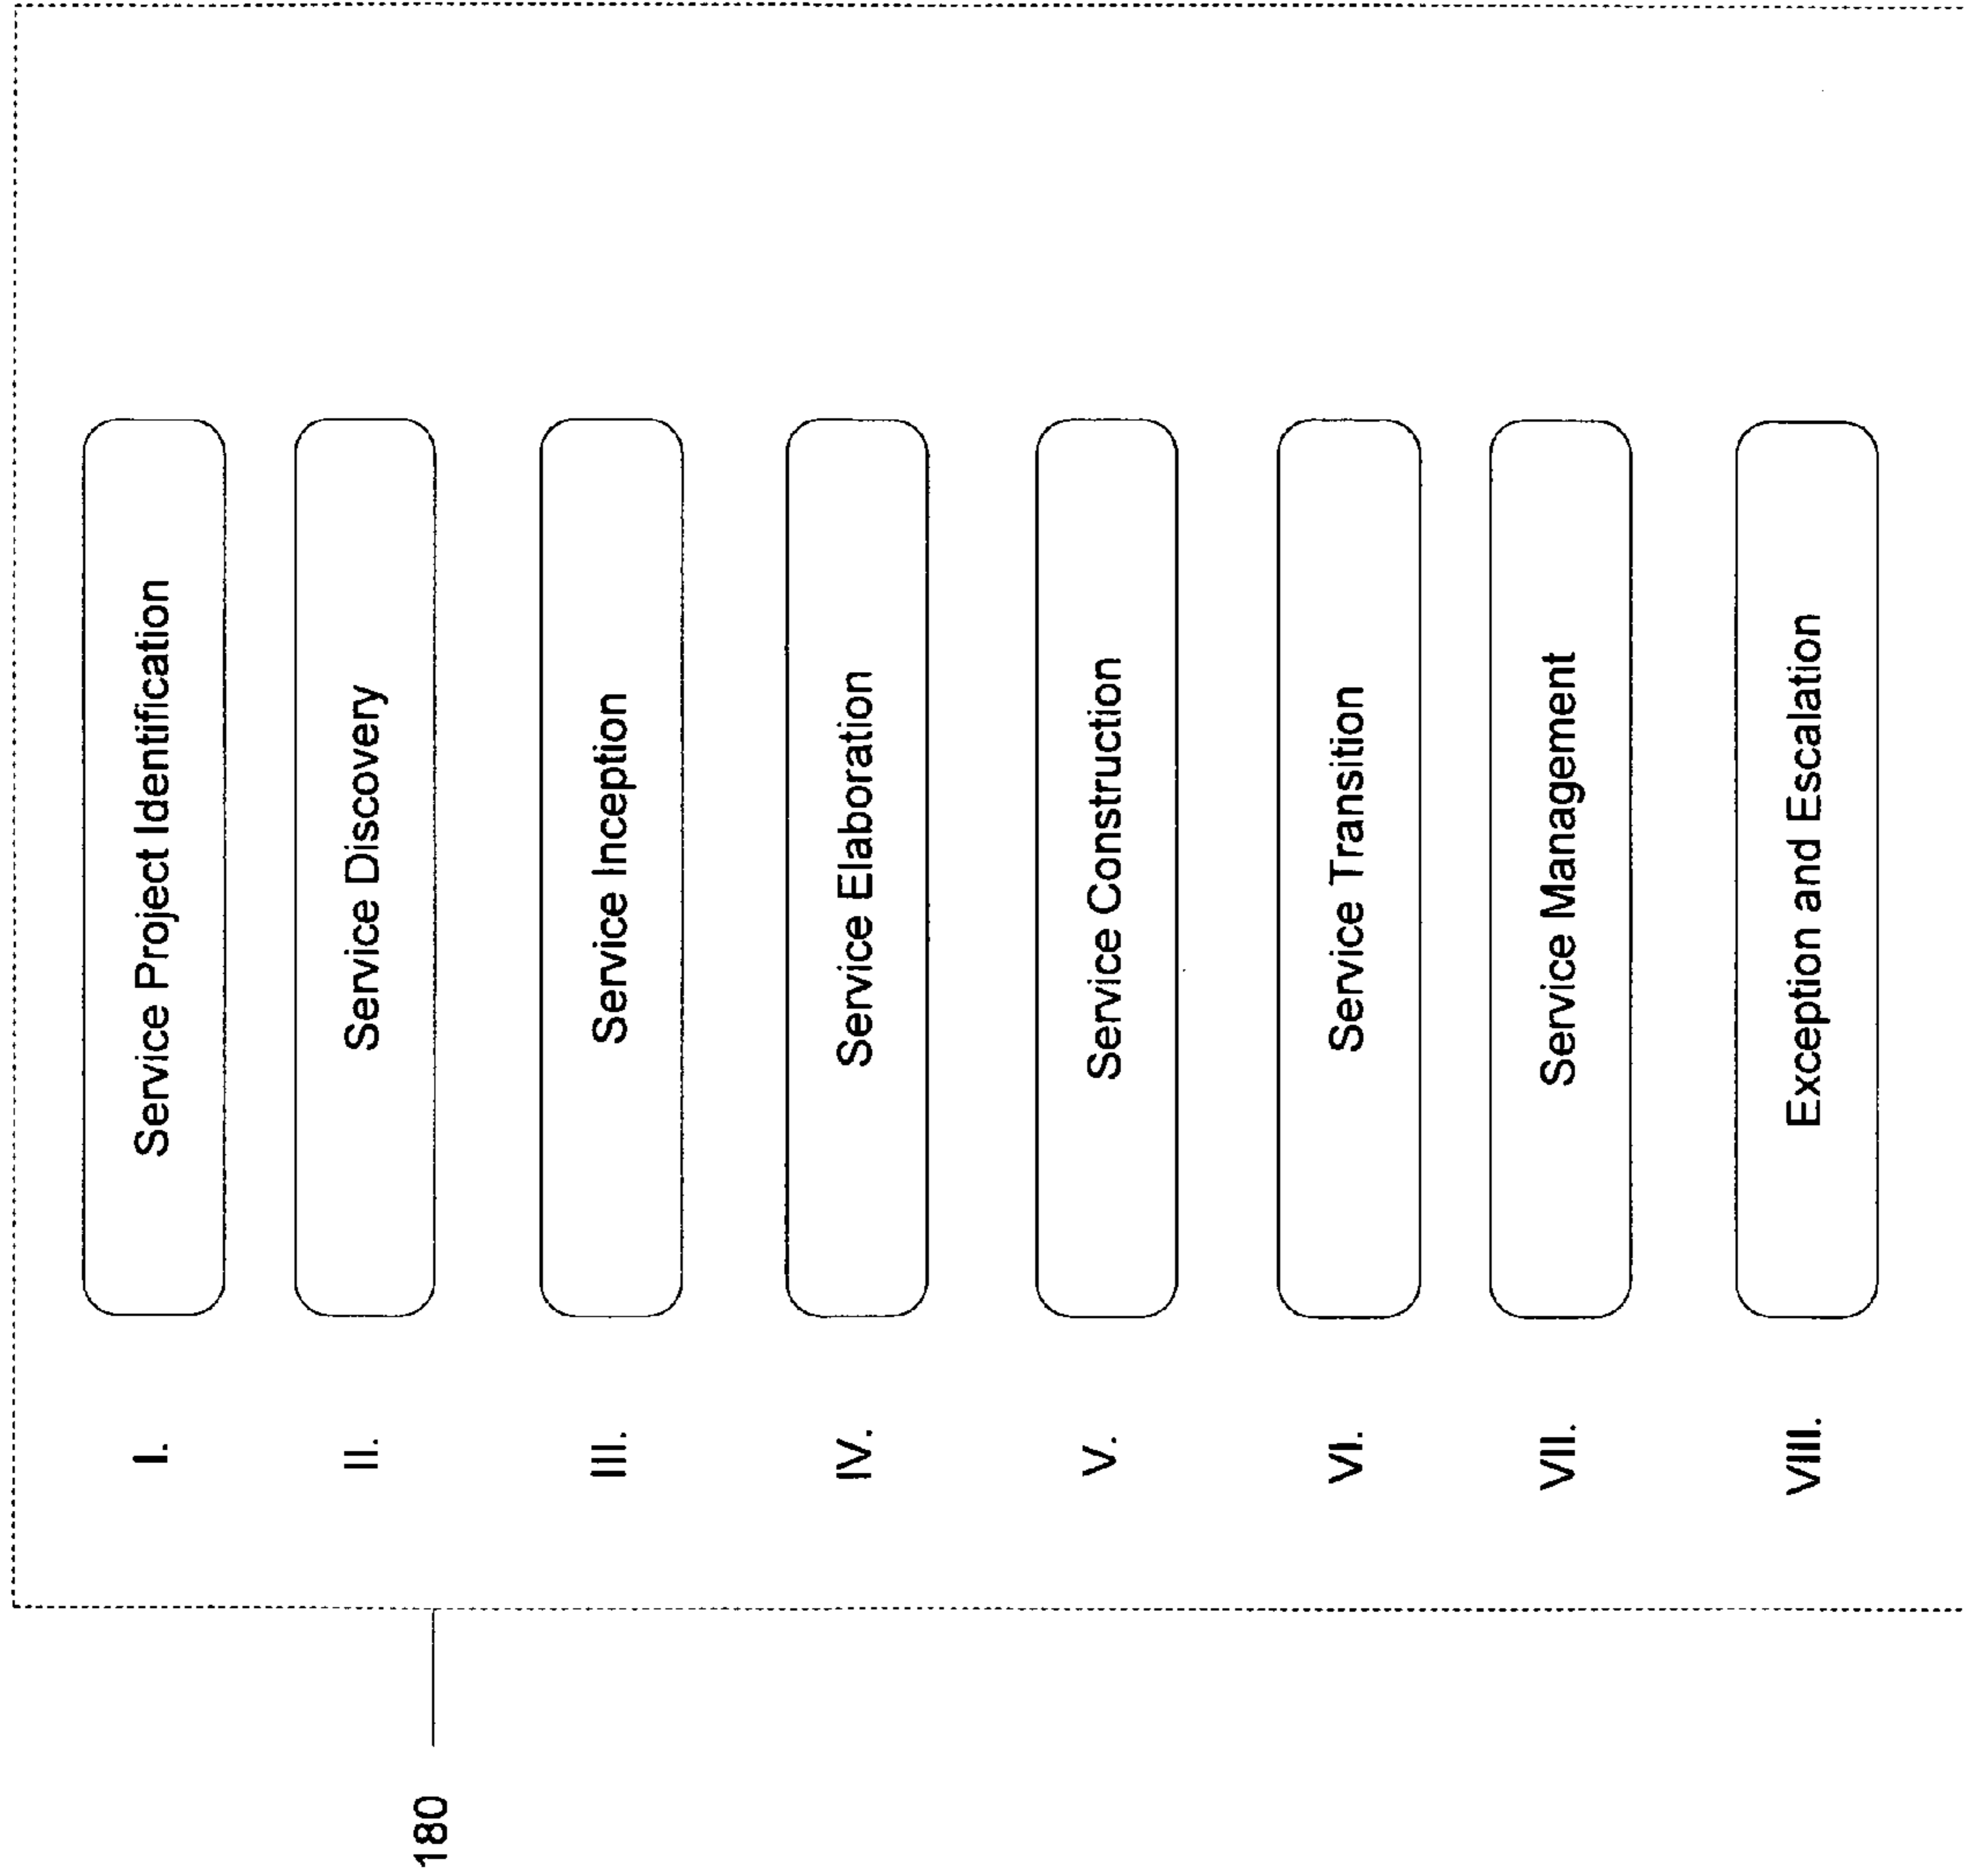 180
I. Service Project Identification
II. Service Discovery
III. Service Inception
IV. Service Elaboration
V. Service Construction
VI. Service Transition
VII. Service Management
VIII. Exception and Escalation